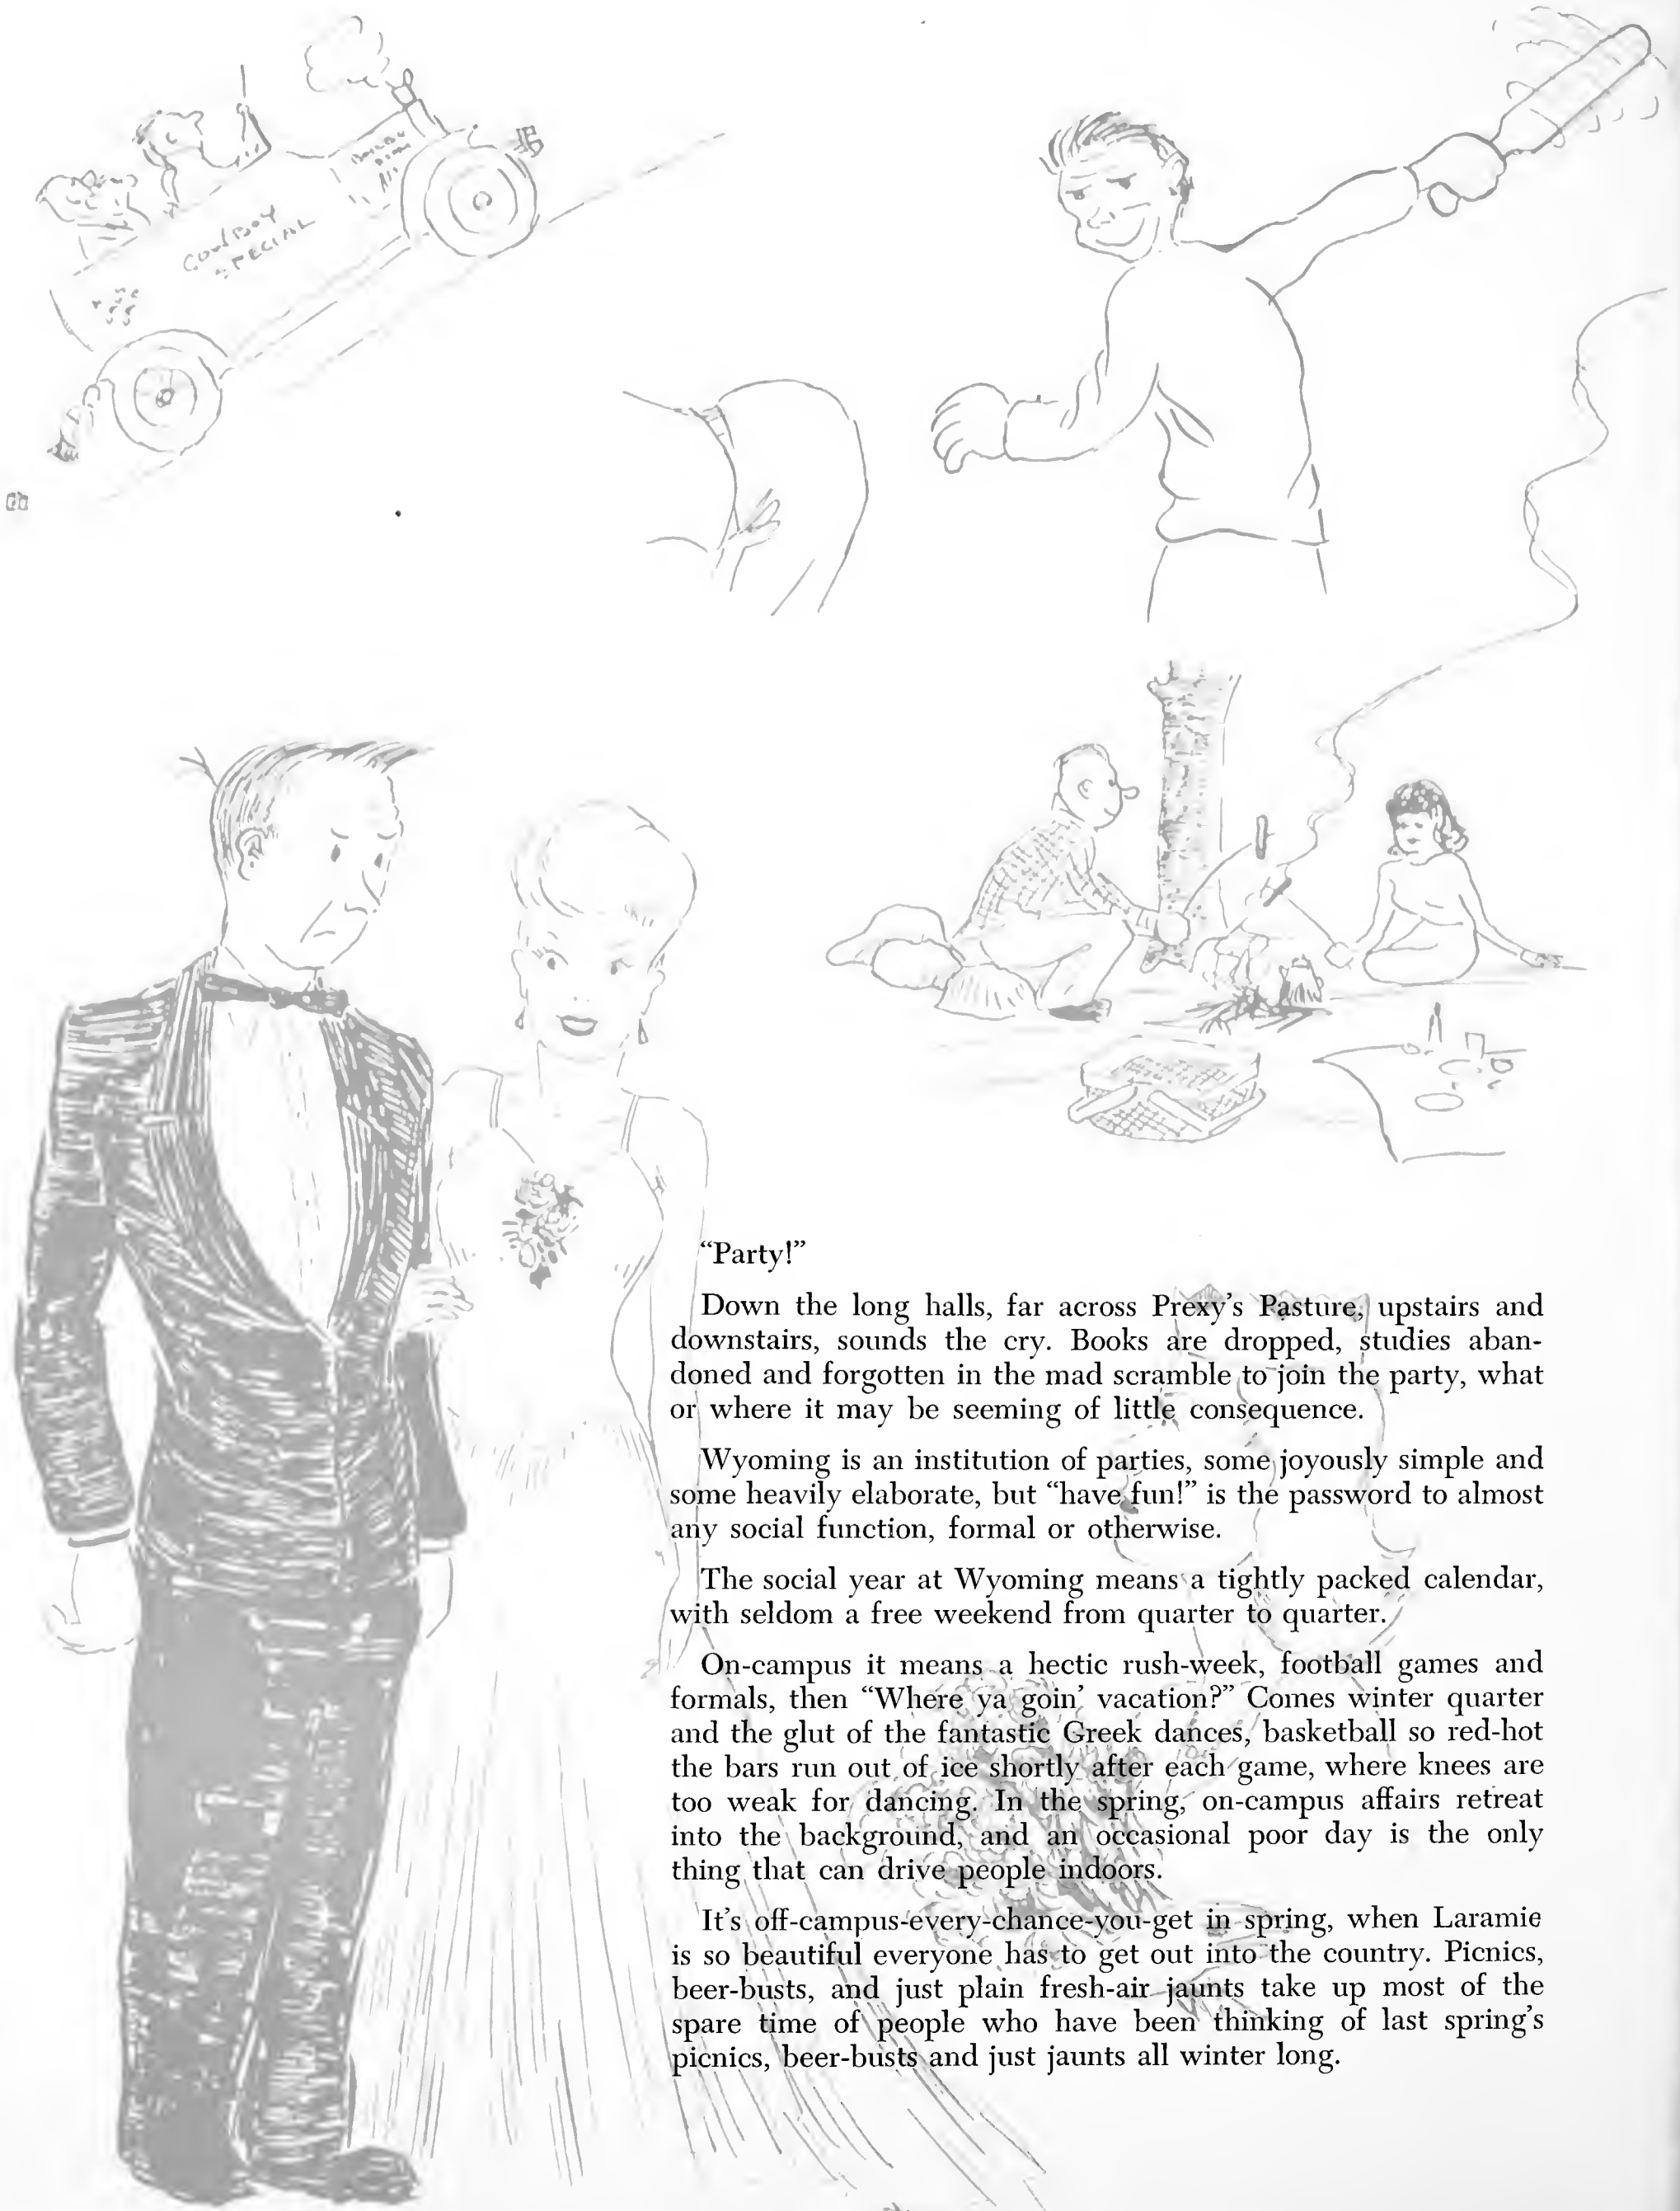 COWBOY
SPECIAL
"Party!"
Down the long halls, far across Prexy's Pasture, upstairs and
downstairs, sounds the cry. Books are dropped, studies aban-
doned and forgotten in the mad scramble to join the party, what
or where it may be seeming of little consequence.
Wyoming is an institution of parties, some joyously simple and
some heavily elaborate, but "have fun!" is the password to almost
any social function, formal or otherwise.
The social year at Wyoming means a tightly packed calendar,
with seldom a free weekend from quarter to quarter.
On-campus it means a hectic rush-week, football games and
formals, then "Where ya goin' vacation?" Comes winter quarter
and the glut of the fantastic Greek dances, basketball so red-hot
the bars run out of ice shortly after each game, where knees are
too weak for dancing. In the spring, on-campus affairs retreat
into the background, and an occasional poor day is the only
thing that can drive people indoors.
It's off-campus-every-chance-you-get in spring, when Laramie
is so beautiful everyone has to get out into the country. Picnics,
beer-busts, and just plain fresh-air jaunts take up most of the
spare time of people who have been thinking of last spring's
picnics, beer-busts and just jaunts all winter long.